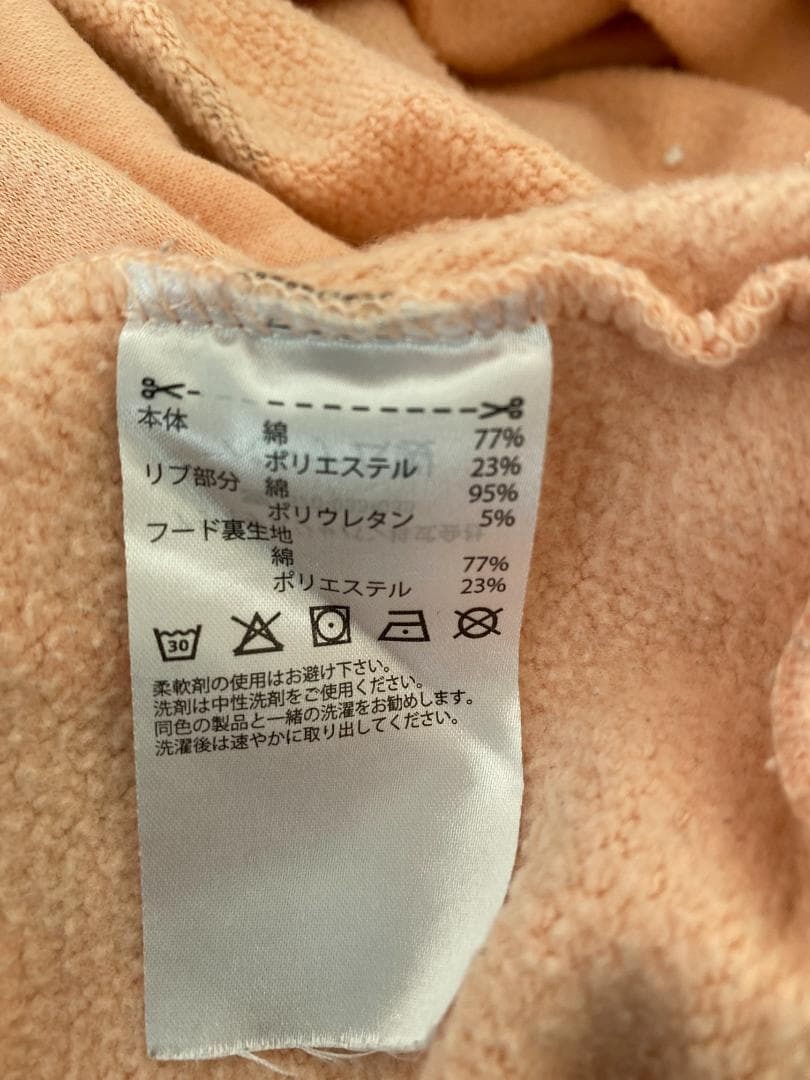 本体 綿 77%
ポリエステル 23%
リブ部分 綿 95%
ポリウレタン 5%
フード裏生地
綿 77%
ポリエステル 23%
30
柔軟剤の使用はお避け下さい。
洗剤は中性洗剤をご使用ください。
同色の製品と一緒の洗濯をお勧めします。
洗濯後は速やかに取り出してください。